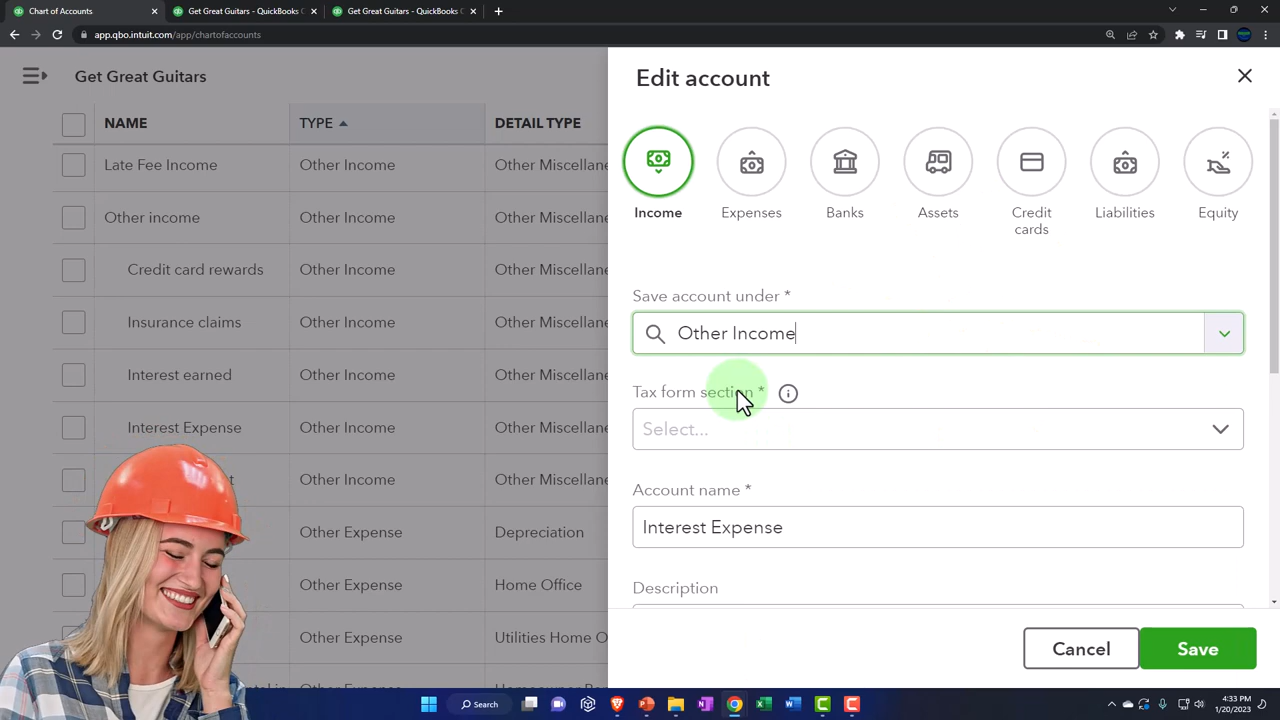 Chart of Accounts
Get Great Guitars - QuickBooks
Get Great Guitars - QuickBooks
app.qbo.intuit.com/app/chartofaccounts
Get Great Guitars
Edit account
NAME
TYPE
DETAIL TYPE
Late Fee Income
Other Income
Other Miscellane
Other income
Other Income
Other Miscellane
Credit card rewards
Other Income
Other Miscellane
Insurance claims
Other Income
Other Miscellane
Interest earned
Other Income
Other Miscellane
Interest Expense
Other Income
Other Miscellane
Other Income
Other Miscellane
Other Expense
Depreciation
Other Expense
Home Office
Other Expense
Utilities Home O
Income
Expenses
Banks
Assets
Credit
cards
Liabilities
Equity
Save account under *
Other Income
Tax form section *
Select...
Account name *
Interest Expense
Description
Cancel
Save
Search
4:33 PM
1/20/2023